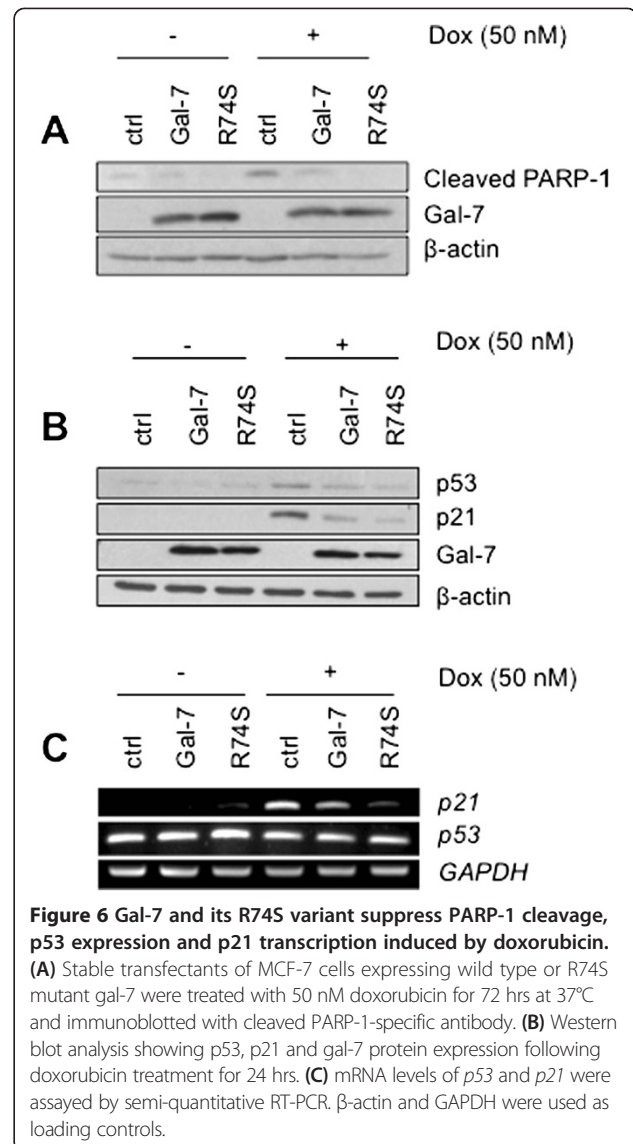 - + Dox (50 nM)
ctrl Gal-7 R74S ctrl Gal-7 R74S
A
Cleaved PARP-1
Gal-7
β-actin
- + Dox (50 nM)
ctrl Gal-7 R74S ctrl Gal-7 R74S
B
p53
p21
Gal-7
β-actin
- + Dox (50 nM)
ctrl Gal-7 R74S ctrl Gal-7 R74S
C
p21
p53
GAPDH
Figure 6 Gal-7 and its R74S variant suppress PARP-1 cleavage,
p53 expression and p21 transcription induced by doxorubicin.
(A) Stable transfectants of MCF-7 cells expressing wild type or R74S
mutant gal-7 were treated with 50 nM doxorubicin for 72 hrs at 37°C
and immunoblotted with cleaved PARP-1-specific antibody. (B) Western
blot analysis showing p53, p21 and gal-7 protein expression following
doxorubicin treatment for 24 hrs. (C) mRNA levels of p53 and p21 were
assayed by semi-quantitative RT-PCR. β-actin and GAPDH were used as
loading controls.